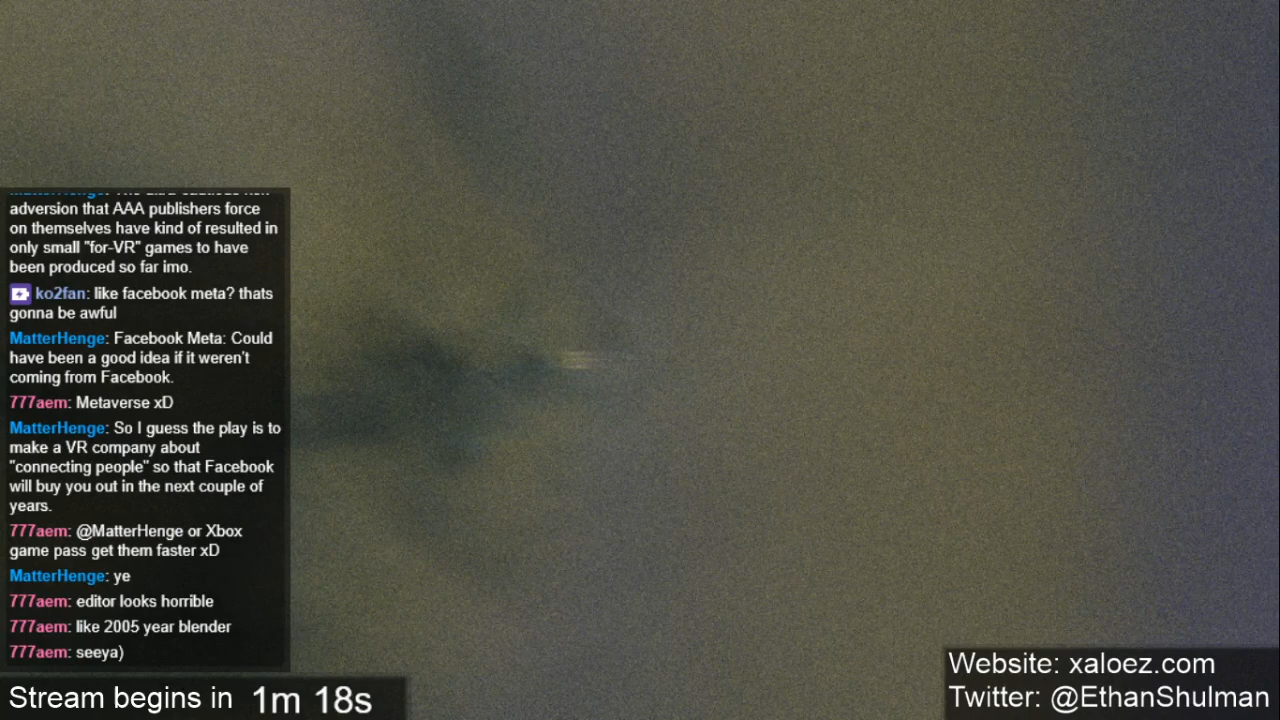 adversion that AAA publishers force
on themselves have kind of resulted in
only small "for-VR" games to have
been produced so far imo.
ko2fan: like facebook meta? thats
gonna be awful
MatterHenge: Facebook Meta: Could
have been a good idea if it weren't
coming from Facebook.
777aem: Metaverse xD
MatterHenge: So I guess the play is to
make a VR company about
"connecting people" so that Facebook
will buy you out in the next couple of
years.
777aem: @MatterHenge or Xbox
game pass get them faster xD
MatterHenge: ye
777aem: editor looks horrible
777aem: like 2005 year blender
777aem: seeya)
Stream begins in 1m 18s
Website: xaloez.com
Twitter: @EthanShulman